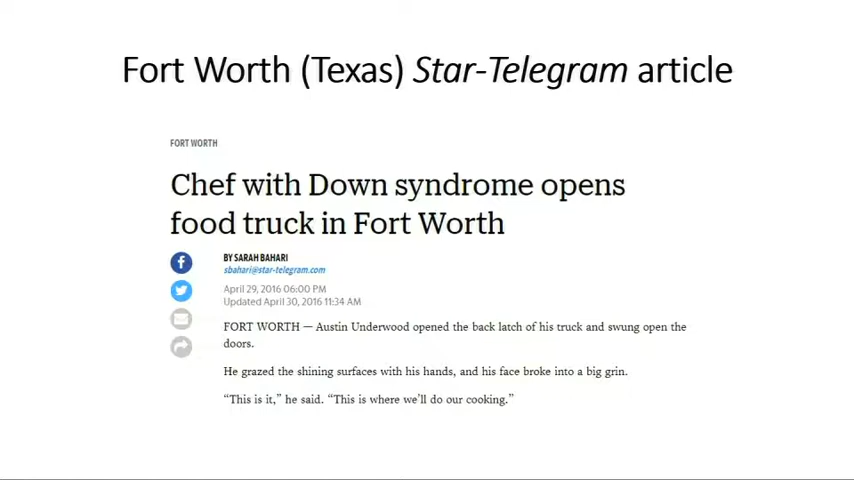 Fort Worth (Texas) Star-Telegram article
FORT WORTH
Chef with Down syndrome opens
food truck in Fort Worth
BY SARAH BAHARI
sbahari@star-telegram.com
April 29, 2016 06:00 PM
Updated April 30, 2016 11:34 AM
FORT WORTH — Austin Underwood opened the back latch of his truck and swung open the
doors.
He grazed the shining surfaces with his hands, and his face broke into a big grin.
“This is it,” he said. “This is where we’ll do our cooking.”